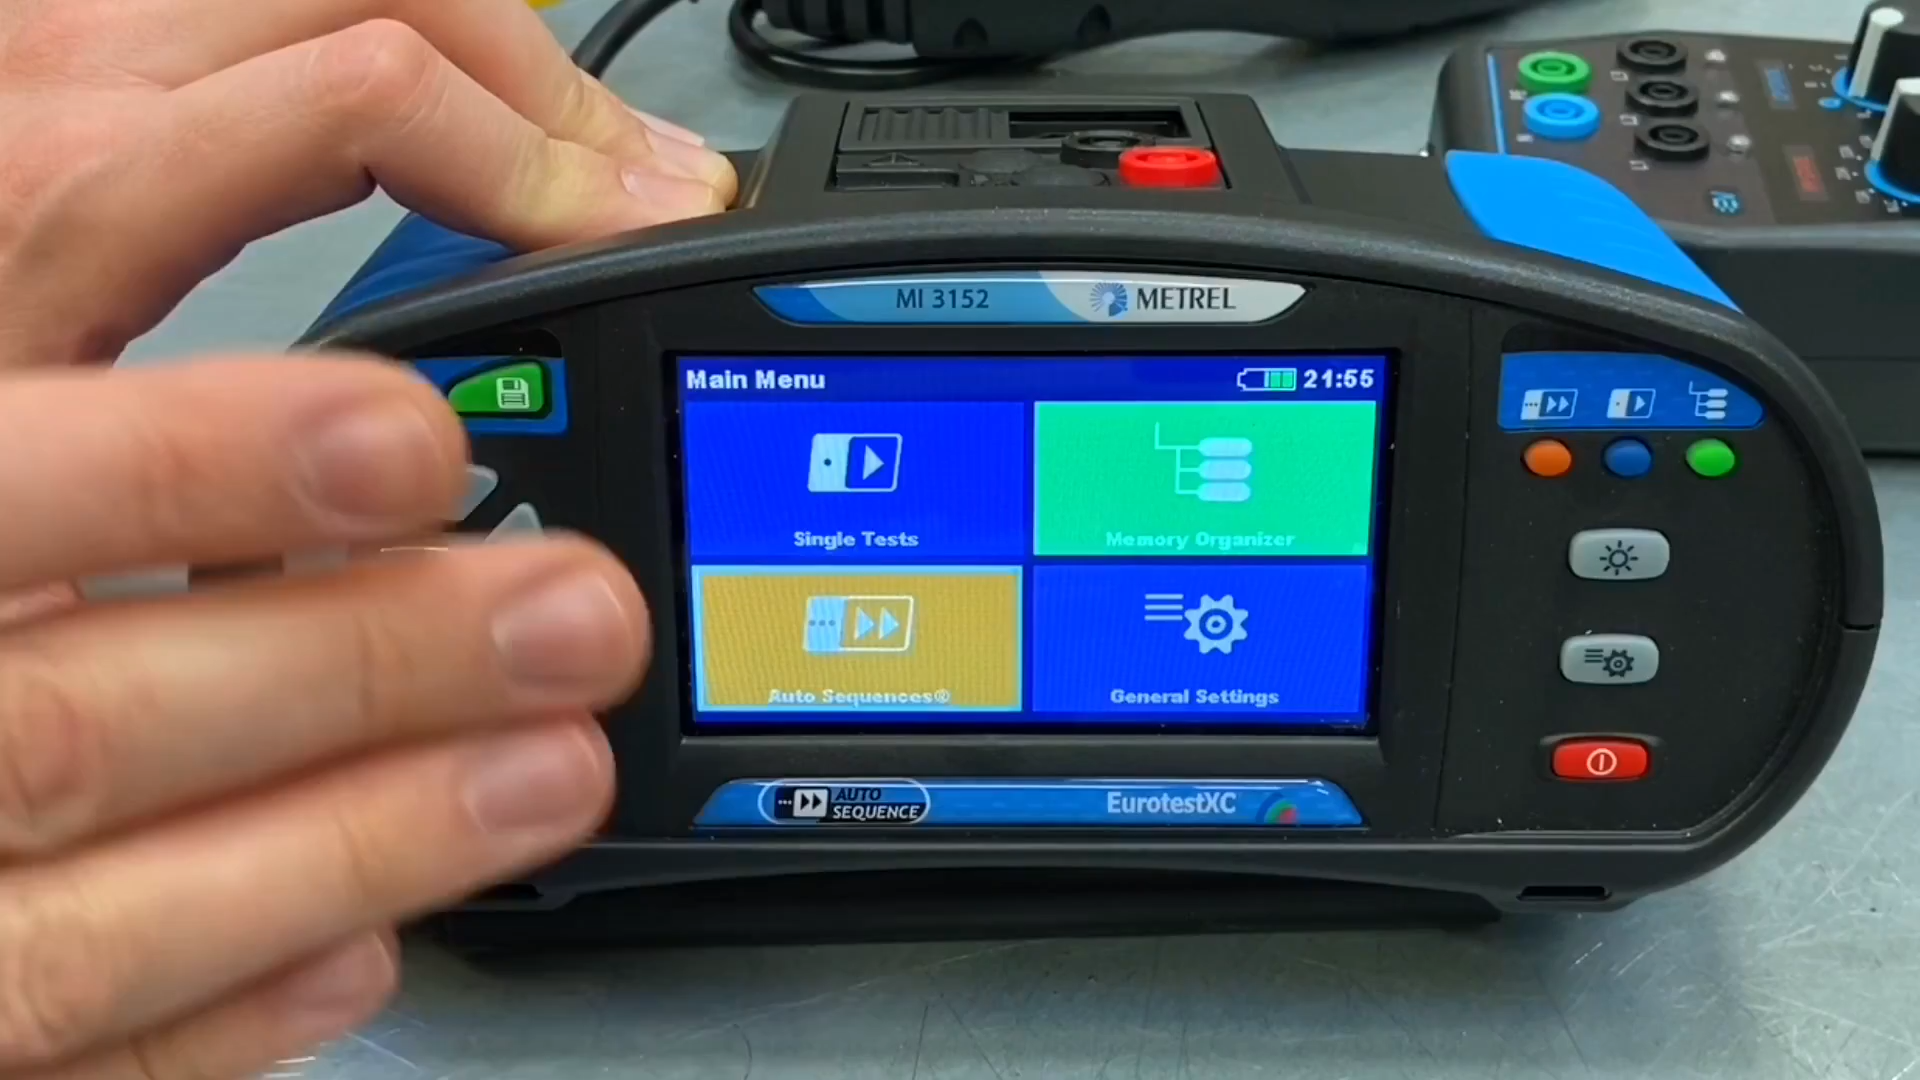 MI 3152 METREL
Main Menu 21:55
Single Tests
Memory Organizer
Auto Sequences®
General Settings
AUTO
SEQUENCE
EurotestXC